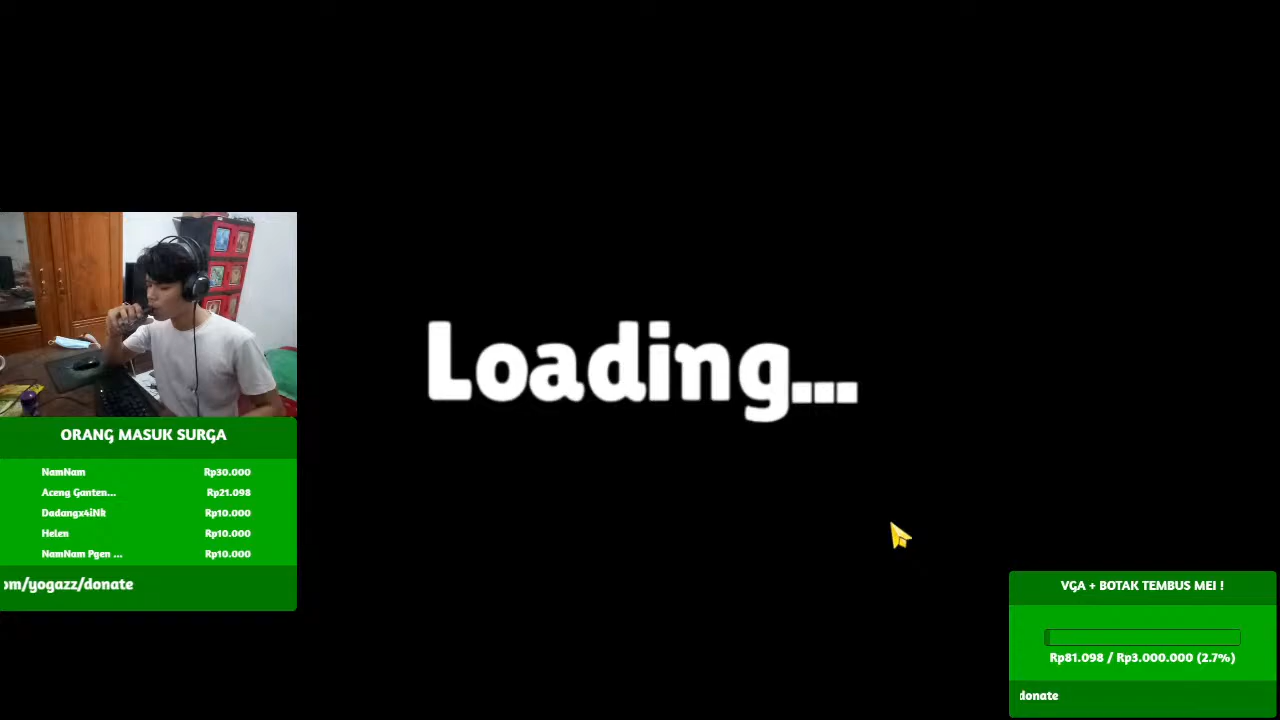 Loading...
ORANG MASUK SURGA
NamNam Rp30.000
Aceng Ganten... Rp21.098
Dadangx4iNk Rp10.000
Helen Rp10.000
NamNam Pgen ... Rp10.000
om/yogazz/donate
VGA + BOTAK TEMBUS MEI !
Rp81.098 / Rp3.000.000 (2.7%)
donate